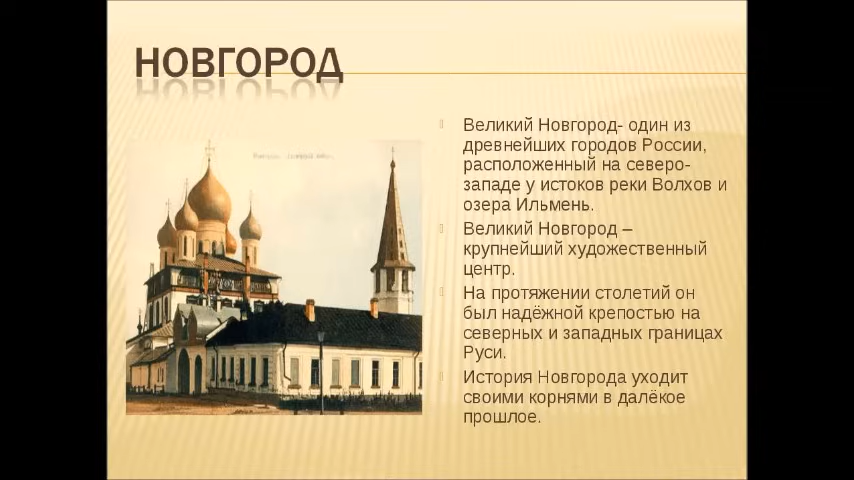 НОВГОРОД
Великий Новгород- один из
древнейших городов России,
расположенный на северо-
западе у истоков реки Волхов и
озера Ильмень.
Великий Новгород –
крупнейший художественный
центр.
На протяжении столетий он
был надёжной крепостью на
северных и западных границах
Руси.
История Новгорода уходит
своими корнями в далёкое
прошлое.